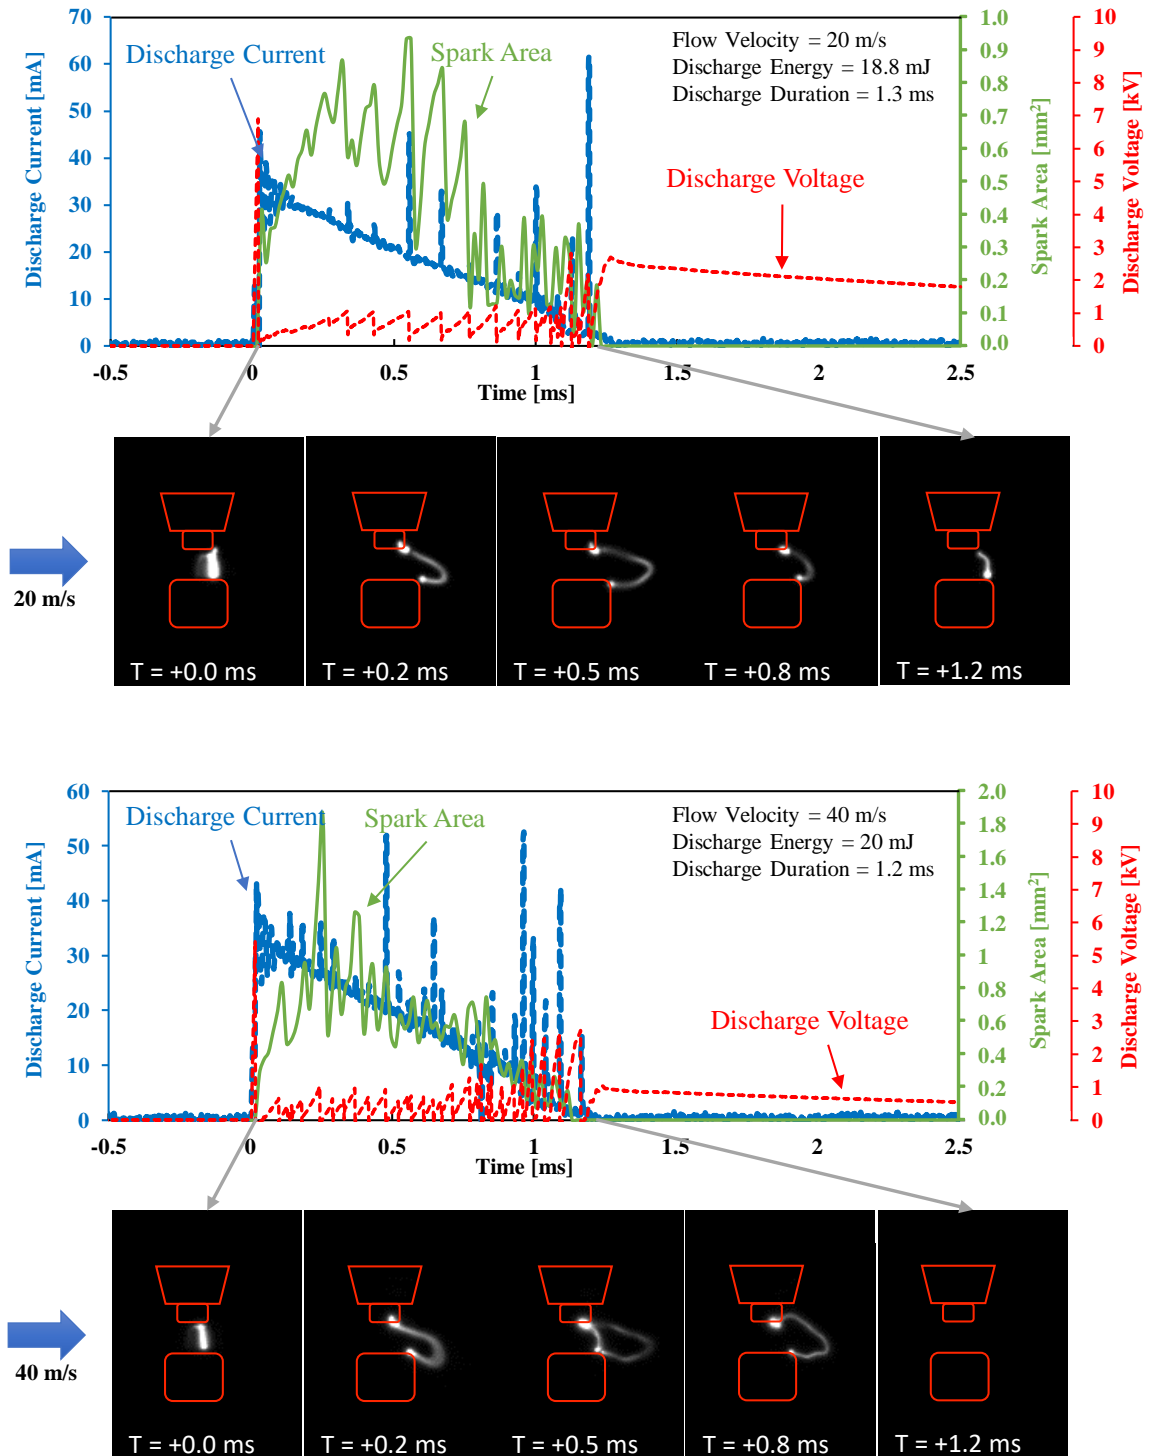 Discharge Current [mA]
70
60
50
40
30
20
10
0
Discharge Current
Spark Area
Flow Velocity = 20 m/s
Discharge Energy = 18.8 mJ
Discharge Duration = 1.3 ms
Discharge Voltage
1.0
0.9
0.8
0.7
0.6
0.5
0.4
0.3
0.2
0.1
0.0
Spark Area [mm²]
10
9
8
7
6
5
4
3
2
1
0
Discharge Voltage [kV]
-0.5 0 0.5 1 1.5 2 2.5
Time [ms]
20 m/s
T = +0.0 ms
T = +0.2 ms
T = +0.5 ms
T = +0.8 ms
T = +1.2 ms
Discharge Current [mA]
60
50
40
30
20
10
0
Discharge Current
Spark Area
Flow Velocity = 40 m/s
Discharge Energy = 20 mJ
Discharge Duration = 1.2 ms
Discharge Voltage
2.0
1.8
1.6
1.4
1.2
1.0
0.8
0.6
0.4
0.2
0.0
Spark Area [mm²]
10
9
8
7
6
5
4
3
2
1
0
Discharge Voltage [kV]
-0.5 0 0.5 1 1.5 2 2.5
Time [ms]
40 m/s
T = +0.0 ms
T = +0.2 ms
T = +0.5 ms
T = +0.8 ms
T = +1.2 ms